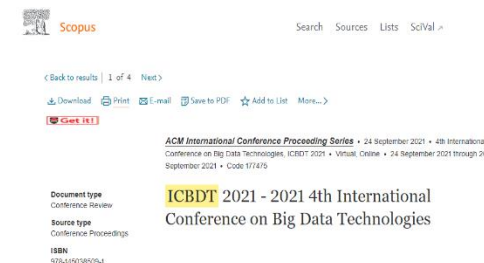 Scopus
Search Sources Lists SciVal
Back to results | 1 of 4 Next
Download Print E-mail Save to PDF Add to List More...
Get it!
ACM International Conference Proceeding Series • 24 September 2021 • 4th International
Conference on Big Data Technologies, ICBDT 2021 • Virtual, Online • 24 September 2021 through 26
September 2021 • Code 177475
ICBDT 2021 - 2021 4th International
Conference on Big Data Technologies
Document type
Conference Review
Source type
Conference Proceedings
ISBN